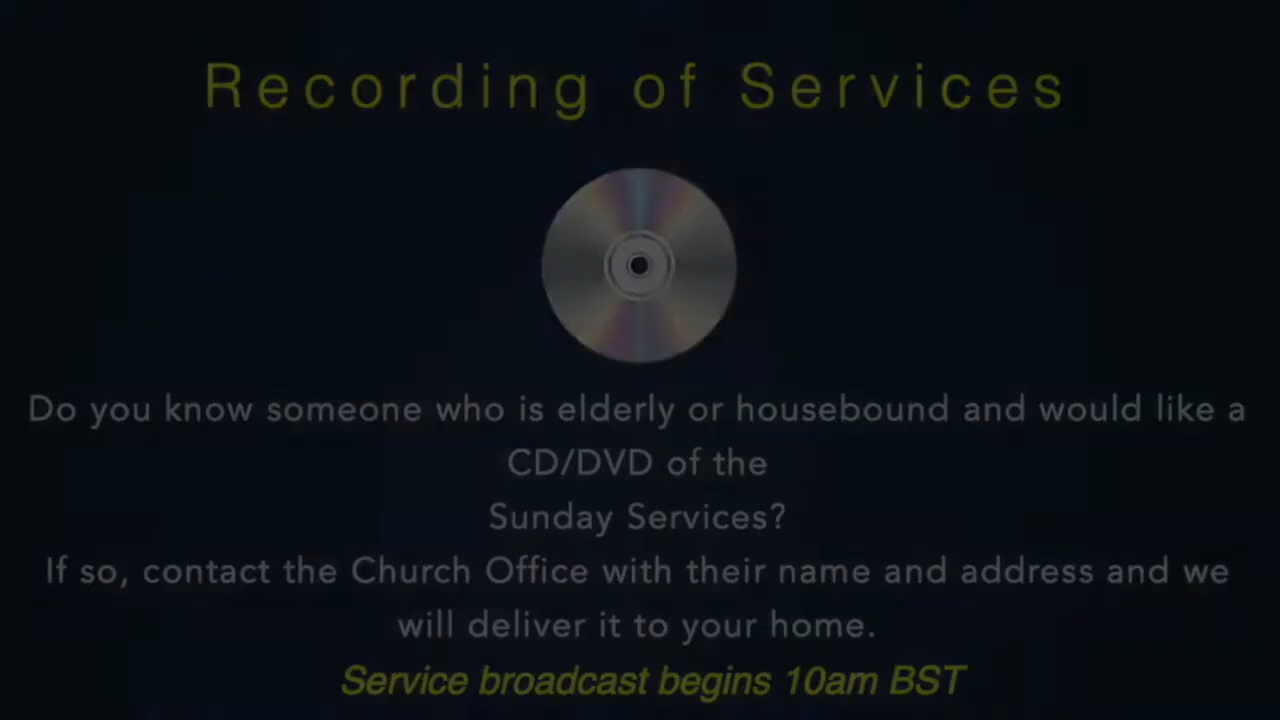 Recording of Services
Do you know someone who is elderly or housebound and would like a
CD/DVD of the
Sunday Services?
If so, contact the Church Office with their name and address and we
will deliver it to your home.
Service broadcast begins 10am BST